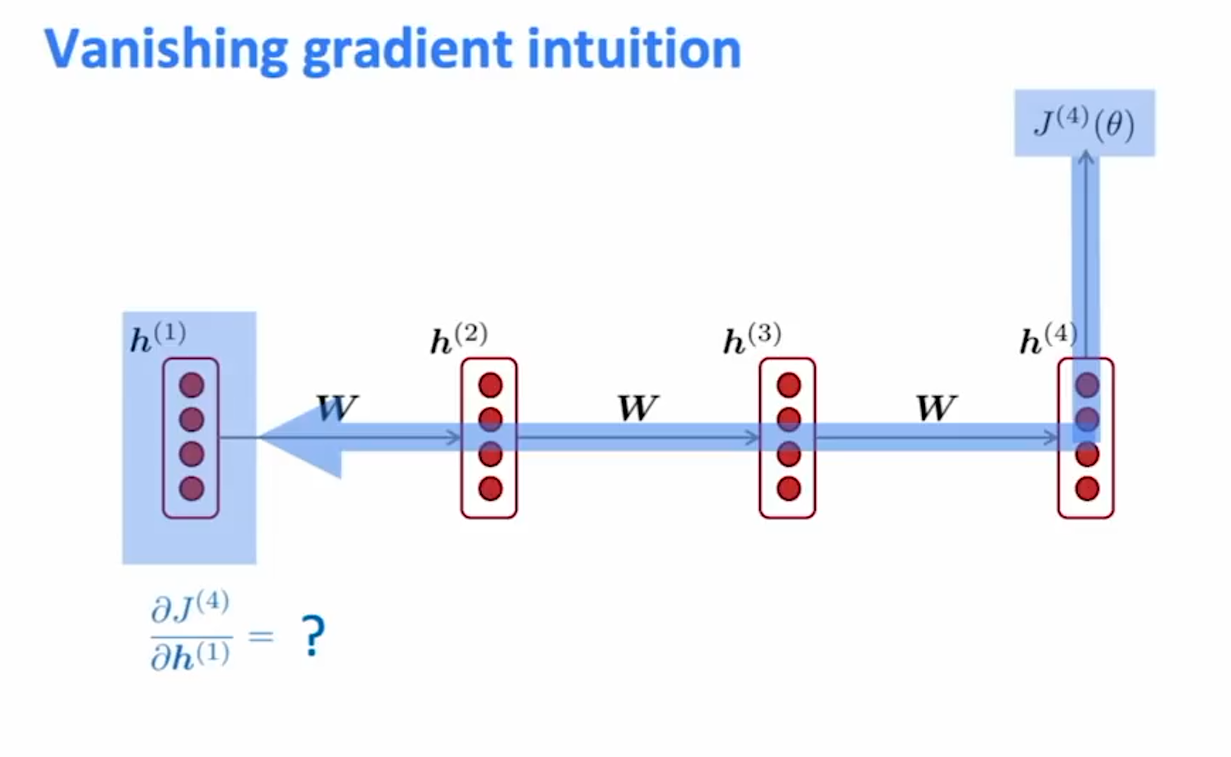 Vanishing gradient intuition
J⁽⁴⁾(θ)
h⁽¹⁾ h⁽²⁾ h⁽³⁾ h⁽⁴⁾
W W W
∂J⁽⁴⁾/∂h⁽¹⁾ = ?